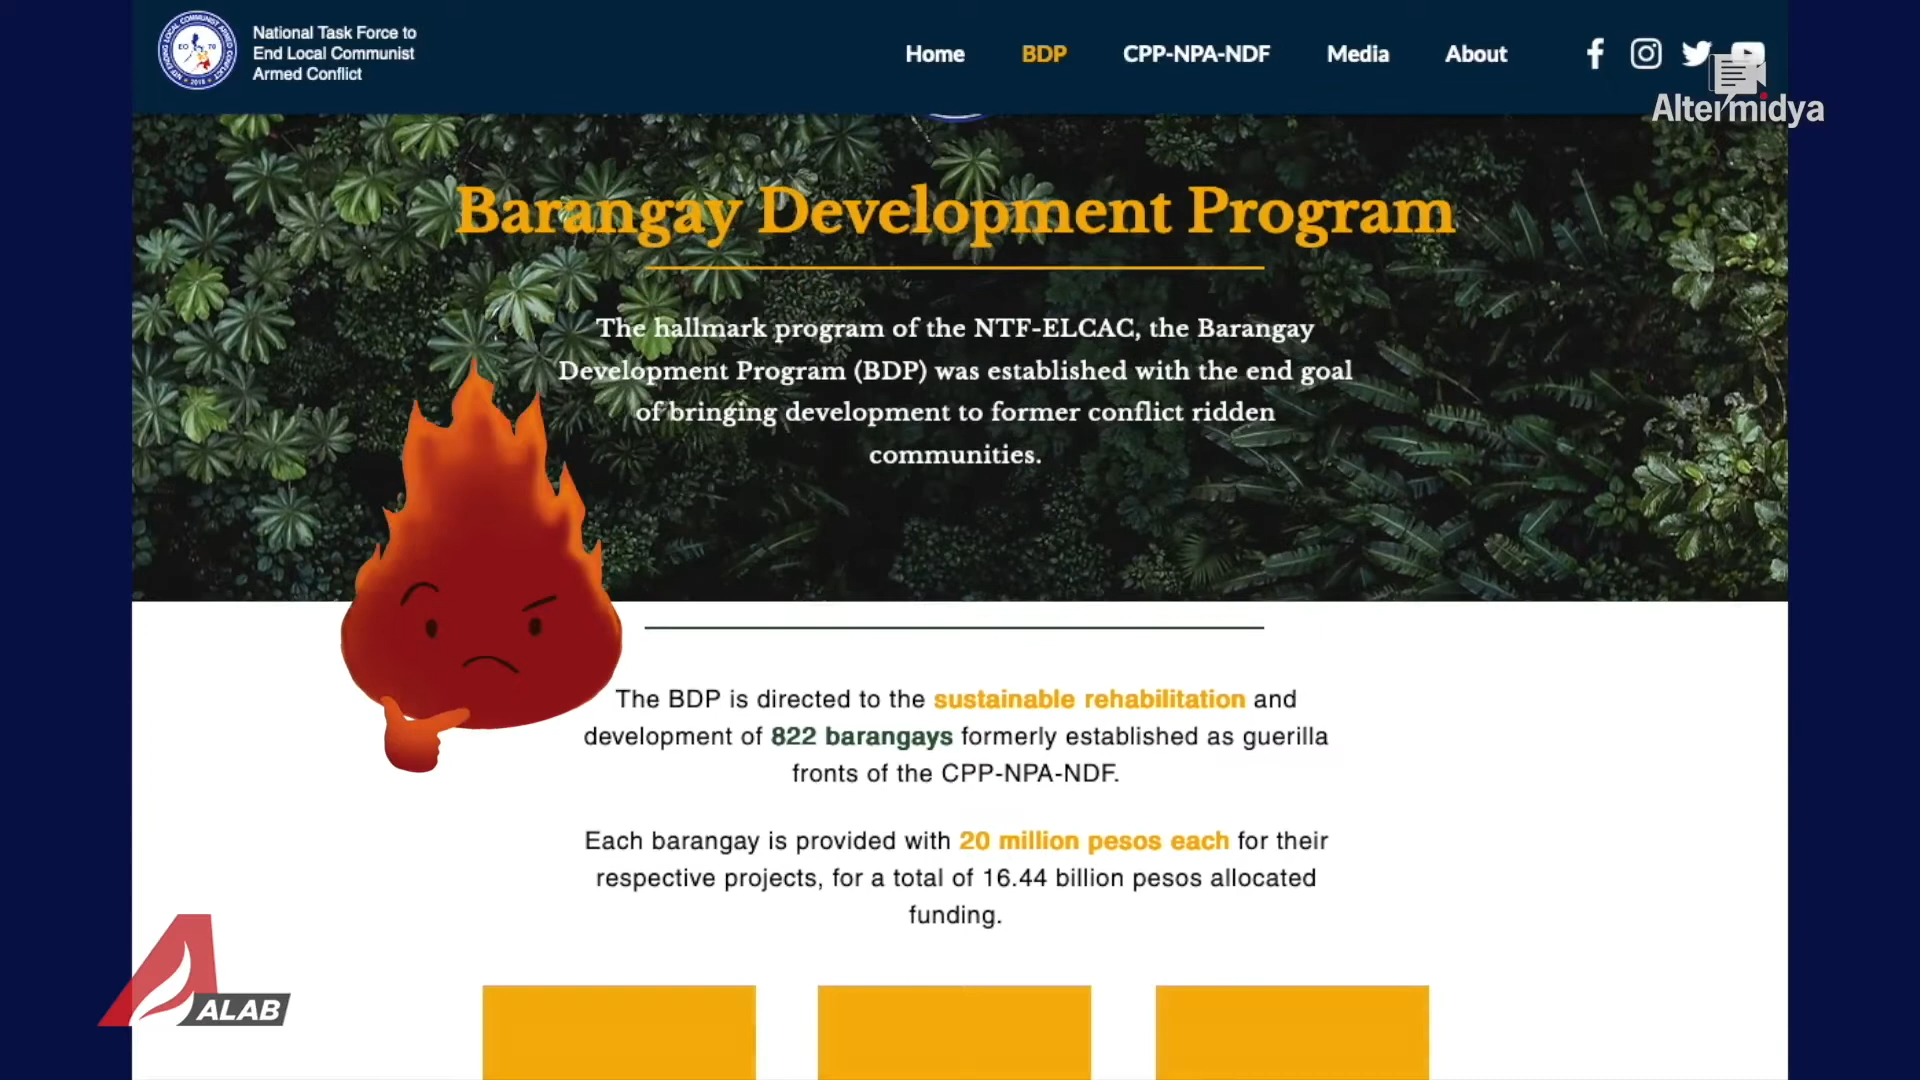 National Task Force to
End Local Communist
Armed Conflict
Home
BDP
CPP-NPA-NDF
Media
About
Altermidya
Barangay Development Program
The hallmark program of the NTF-ELCAC, the Barangay
Development Program (BDP) was established with the end goal
of bringing development to former conflict ridden
communities.
The BDP is directed to the sustainable rehabilitation and
development of 822 barangays formerly established as guerilla
fronts of the CPP-NPA-NDF.
Each barangay is provided with 20 million pesos each for their
respective projects, for a total of 16.44 billion pesos allocated
funding.
ALAB